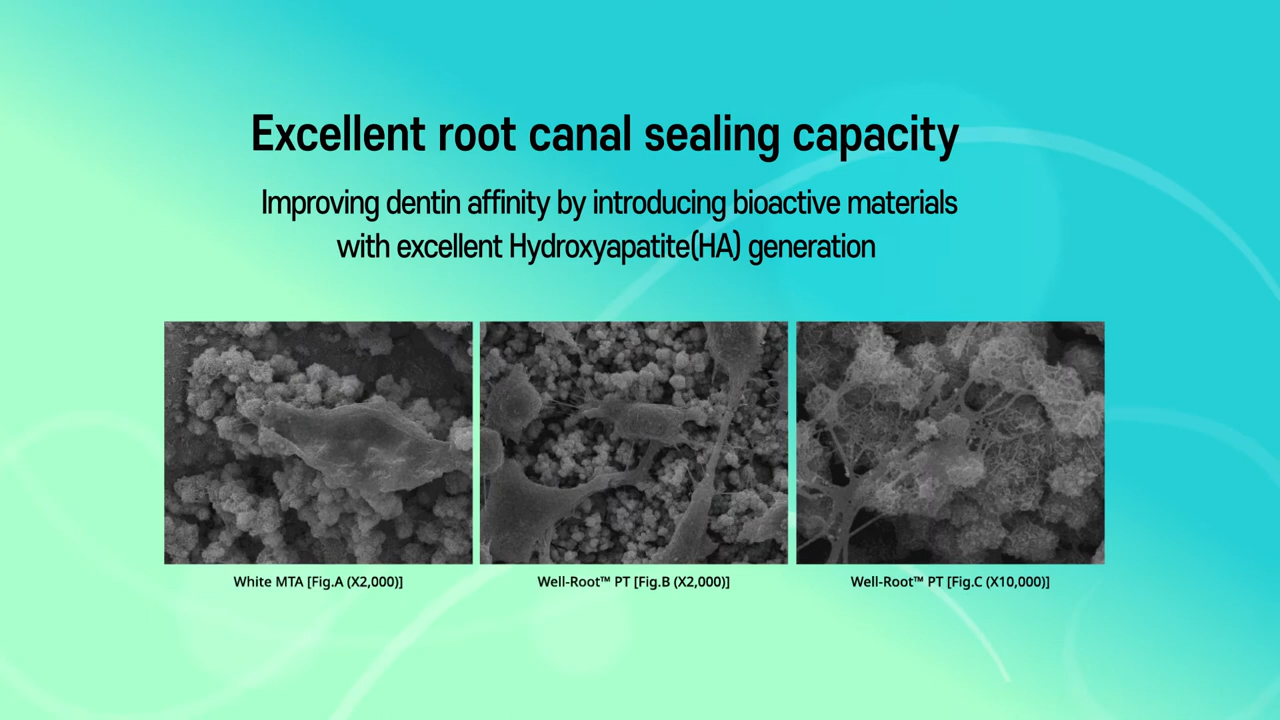 Excellent root canal sealing capacity
Improving dentin affinity by introducing bioactive materials
with excellent Hydroxyapatite(HA) generation
White MTA [Fig.A (X2,000)]
Well-Root™ PT [Fig.B (X2,000)]
Well-Root™ PT [Fig.C (X10,000)]